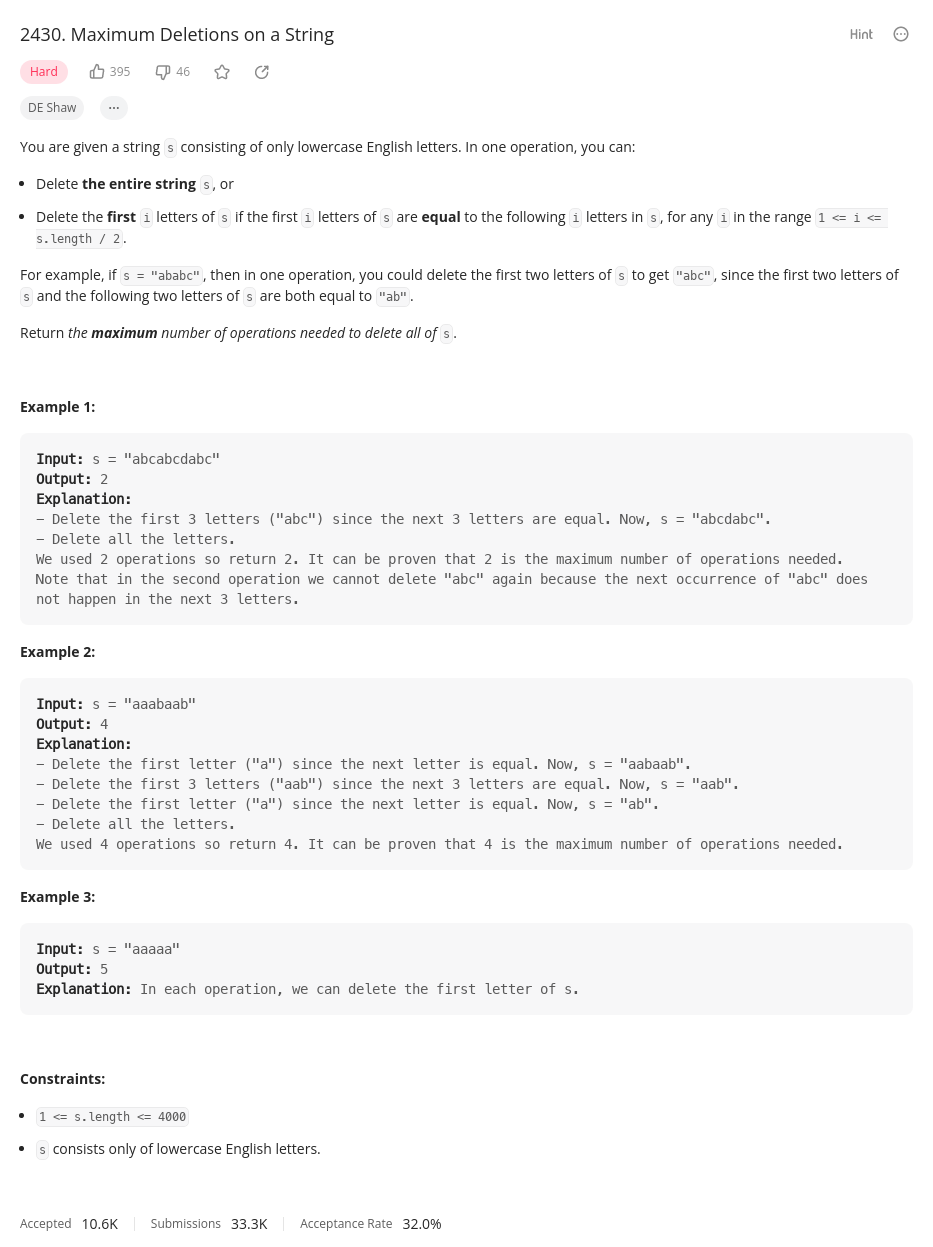 2430. Maximum Deletions on a String
Hint
Hard
395
46
DE Shaw
You are given a string s consisting of only lowercase English letters. In one operation, you can:
• Delete the entire string s, or
• Delete the first i letters of s if the first i letters of s are equal to the following i letters in s, for any i in the range 1 <= i <=
s.length / 2.
For example, if s = "ababc", then in one operation, you could delete the first two letters of s to get "abc", since the first two letters of
s and the following two letters of s are both equal to "ab".
Return the maximum number of operations needed to delete all of s.
Example 1:
Input: s = "abcabcdabc"
Output: 2
Explanation:
- Delete the first 3 letters ("abc") since the next 3 letters are equal. Now, s = "abcdabc".
- Delete all the letters.
We used 2 operations so return 2. It can be proven that 2 is the maximum number of operations needed.
Note that in the second operation we cannot delete "abc" again because the next occurrence of "abc" does
not happen in the next 3 letters.
Example 2:
Input: s = "aaabaab"
Output: 4
Explanation:
- Delete the first letter ("a") since the next letter is equal. Now, s = "aabaab".
- Delete the first 3 letters ("aab") since the next 3 letters are equal. Now, s = "aab".
- Delete the first letter ("a") since the next letter is equal. Now, s = "ab".
- Delete all the letters.
We used 4 operations so return 4. It can be proven that 4 is the maximum number of operations needed.
Example 3:
Input: s = "aaaaa"
Output: 5
Explanation: In each operation, we can delete the first letter of s.
Constraints:
• 1 <= s.length <= 4000
• s consists only of lowercase English letters.
Accepted 10.6K Submissions 33.3K Acceptance Rate 32.0%